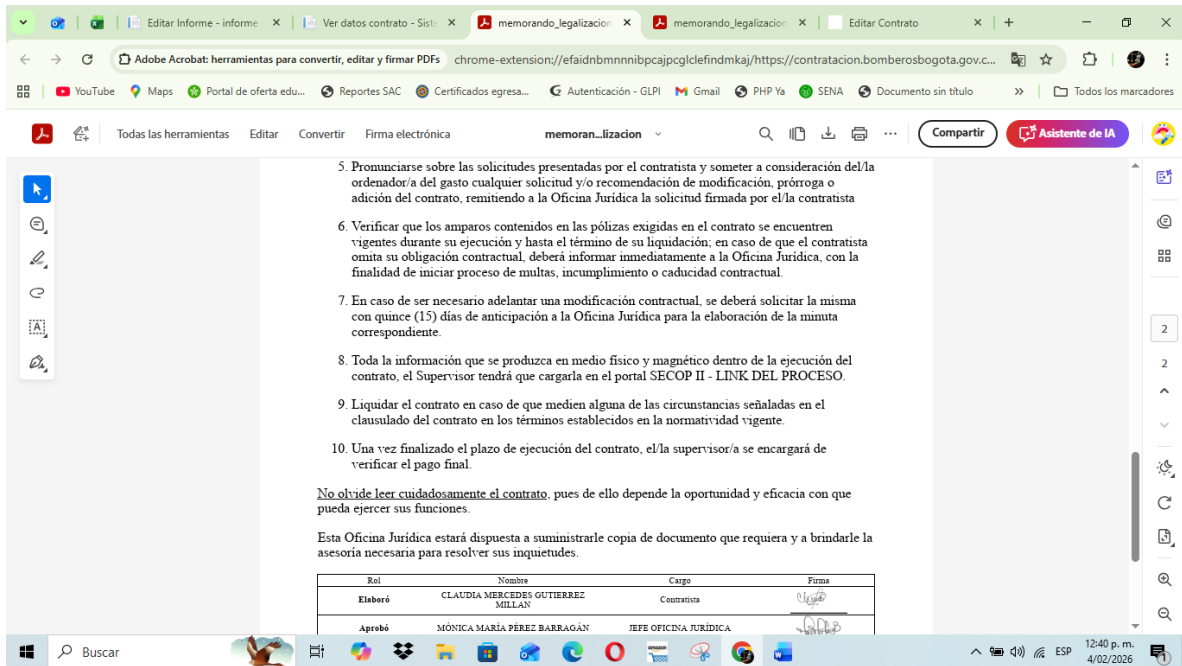 Editar Informe - informe
Ver datos contrato - Sist
memorando_legalizacion
memorando_legalizacion
Editar Contrato
Adobe Acrobat: herramientas para convertir, editar y firmar PDFs
chrome-extension://efaidnbmnnnibpcajpcglclefindmkaj/https://contratacion.bomberosbogota.gov.c...
YouTube
Maps
Portal de oferta edu...
Reportes SAC
Certificados egresa...
Autenticación - GLPI
Gmail
PHP Ya
SENA
Documento sin título
Todos los marcadores
Todas las herramientas
Editar
Convertir
Firma electrónica
memoran...lizacion
Compartir
Asistente de IA
5. Pronunciarse sobre las solicitudes presentadas por el contratista y someter a consideración del/la
ordenador/a del gasto cualquier solicitud y/o recomendación de modificación, prórroga o
adición del contrato, remitiendo a la Oficina Jurídica la solicitud firmada por el/la contratista
6. Verificar que los amparos contenidos en las pólizas exigidas en el contrato se encuentren
vigentes durante su ejecución y hasta el término de su liquidación; en caso de que el contratista
omita su obligación contractual, deberá informar inmediatamente a la Oficina Jurídica, con la
finalidad de iniciar proceso de multas, incumplimiento o caducidad contractual.
7. En caso de ser necesario adelantar una modificación contractual, se deberá solicitar la misma
con quince (15) días de anticipación a la Oficina Jurídica para la elaboración de la minuta
correspondiente.
8. Toda la información que se produzca en medio físico y magnético dentro de la ejecución del
contrato, el Supervisor tendrá que cargarla en el portal SECOP II - LINK DEL PROCESO.
9. Liquidar el contrato en caso de que medien alguna de las circunstancias señaladas en el
clausulado del contrato en los términos establecidos en la normatividad vigente.
10. Una vez finalizado el plazo de ejecución del contrato, el/la supervisor/a se encargará de
verificar el pago final.
No olvide leer cuidadosamente el contrato, pues de ello depende la oportunidad y eficacia con que
pueda ejercer sus funciones.
Esta Oficina Jurídica estará dispuesta a suministrarle copia de documento que requiera y a brindarle la
asesoría necesaria para resolver sus inquietudes.
Rol Nombre Cargo Firma
Elaboró CLAUDIA MERCEDES GUTIERREZ MILLAN Contratista
Aprobó MÓNICA MARÍA PÉREZ BARRAGÁN JEFE OFICINA JURÍDICA
2
2
Buscar
ESP
12:40 p. m.
4/02/2026